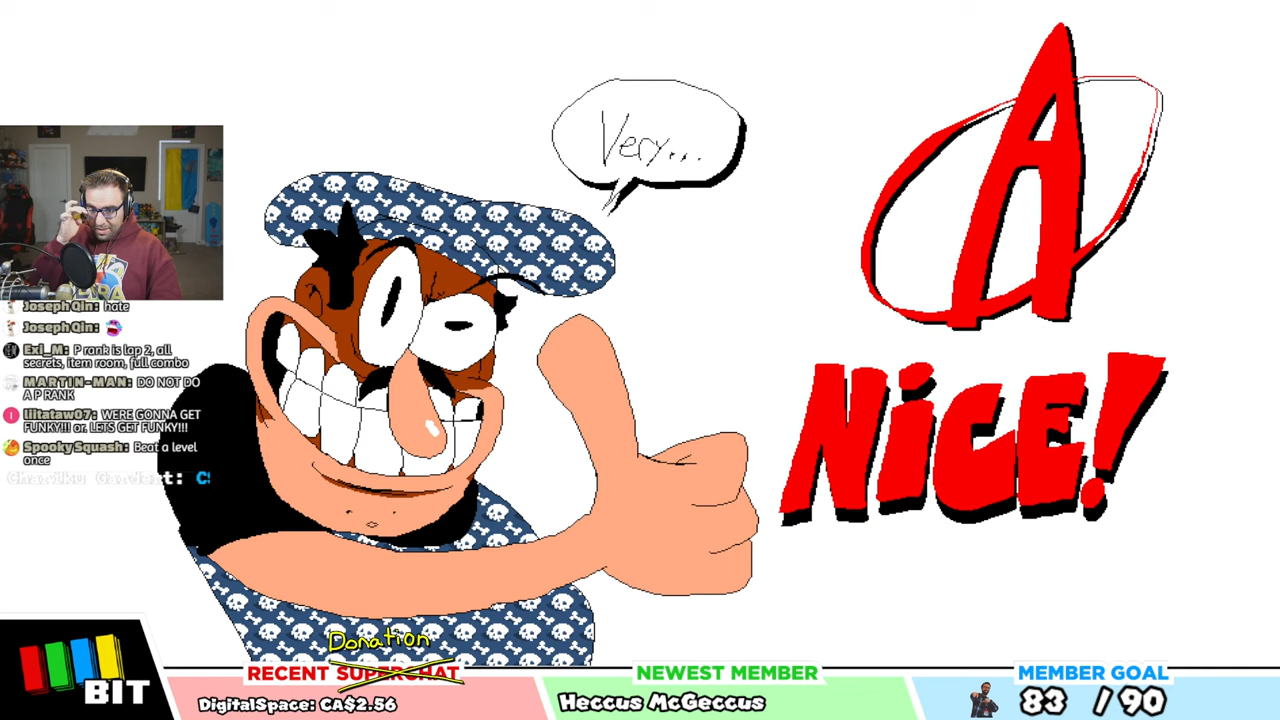 Very...
A
NiCE!
JosephQin: hate
JosephQin:
Exi_M: P rank is lap 2, all
secrets, item room, full combo
MARTIN-MAN: DO NOT DO
A P RANK
liitataw07: WERE GONNA GET
FUNKY!!! or. LETS GET FUNKY!!!
SpookySquash: Beat a level
once
BIT
Donation
RECENT SUPERCHAT
DigitalSpace: CA$2.56
NEWEST MEMBER
Heccus McGeccus
MEMBER GOAL
83 / 90